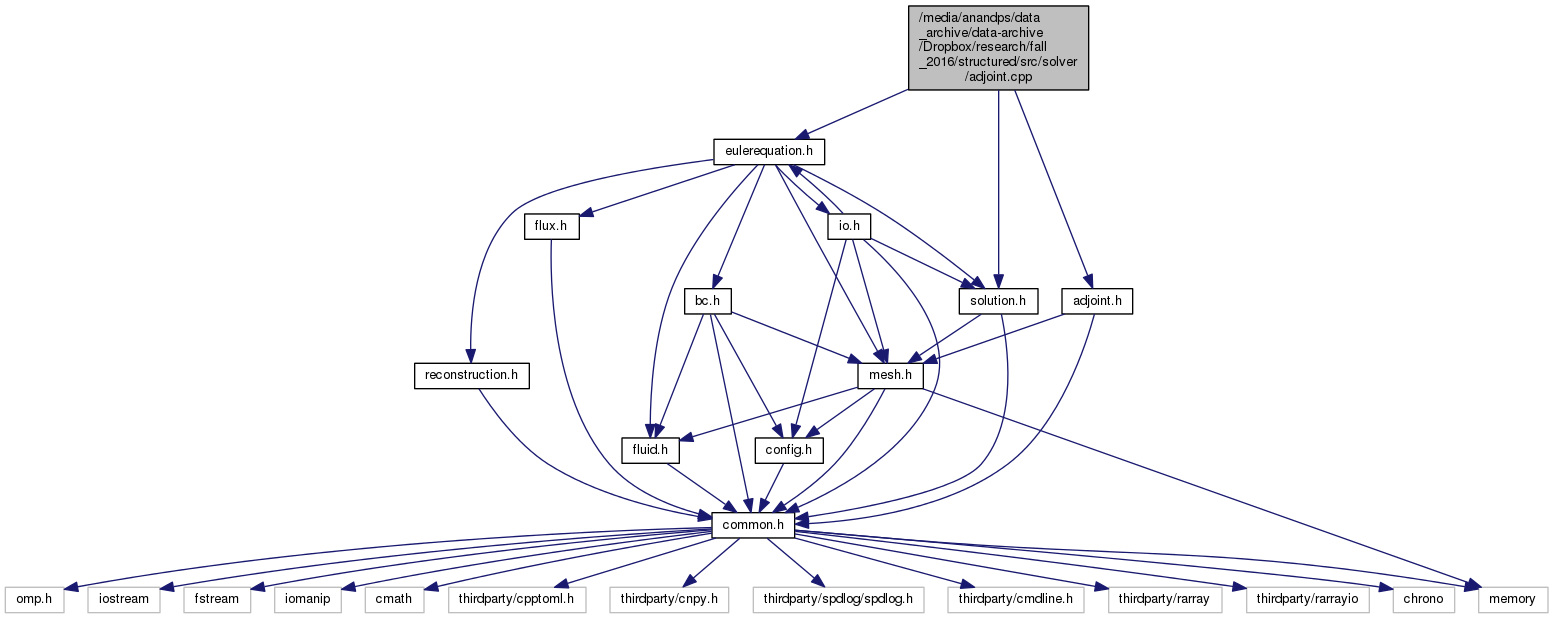 /media/anandps/data
_archive/data-archive
/Dropbox/research/fall
_2016/structured/src/solver
/adjoint.cpp
eulerequation.h
flux.h
io.h
bc.h
solution.h
adjoint.h
reconstruction.h
mesh.h
fluid.h
config.h
common.h
omp.h
iostream
fstream
iomanip
cmath
thirdparty/cpptoml.h
thirdparty/cnpy.h
thirdparty/spdlog/spdlog.h
thirdparty/cmdline.h
thirdparty/rarray
thirdparty/rarrayio
chrono
memory